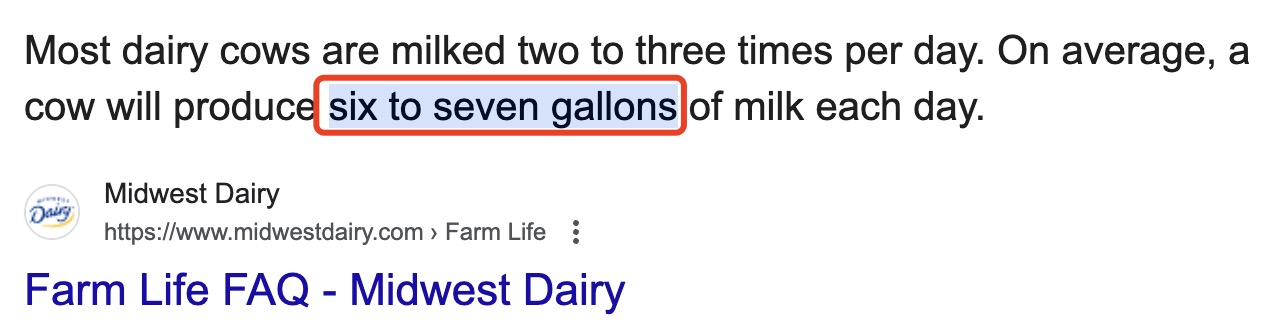 Most dairy cows are milked two to three times per day. On average, a
cow will produce six to seven gallons of milk each day.
Dairy
Midwest Dairy
https://www.midwestdairy.com › Farm Life
Farm Life FAQ - Midwest Dairy